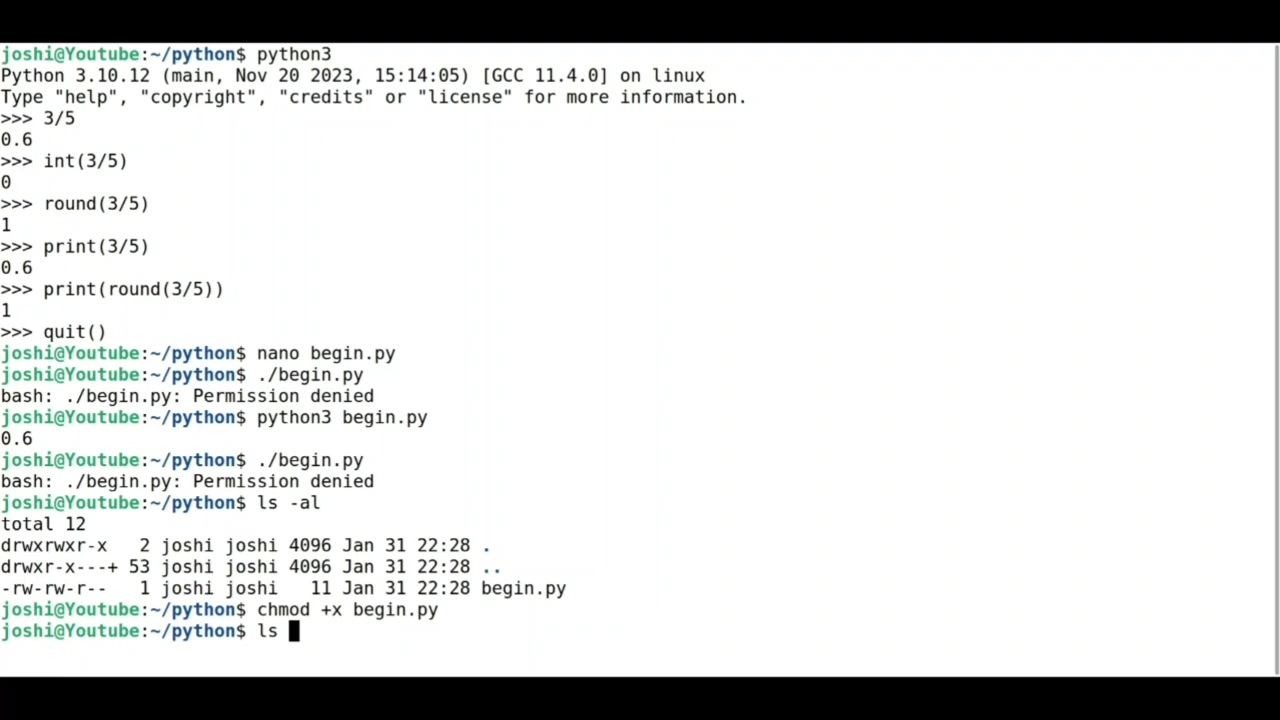 joshi@Youtube:~/python$ python3
Python 3.10.12 (main, Nov 20 2023, 15:14:05) [GCC 11.4.0] on linux
Type "help", "copyright", "credits" or "license" for more information.
>>> 3/5
0.6
>>> int(3/5)
0
>>> round(3/5)
1
>>> print(3/5)
0.6
>>> print(round(3/5))
1
>>> quit()
joshi@Youtube:~/python$ nano begin.py
joshi@Youtube:~/python$ ./begin.py
bash: ./begin.py: Permission denied
joshi@Youtube:~/python$ python3 begin.py
0.6
joshi@Youtube:~/python$ ./begin.py
bash: ./begin.py: Permission denied
joshi@Youtube:~/python$ ls -al
total 12
drwxrwxr-x   2 joshi joshi 4096 Jan 31 22:28 .
drwxr-x---+ 53 joshi joshi 4096 Jan 31 22:28 ..
-rw-rw-r--   1 joshi joshi   11 Jan 31 22:28 begin.py
joshi@Youtube:~/python$ chmod +x begin.py
joshi@Youtube:~/python$ ls